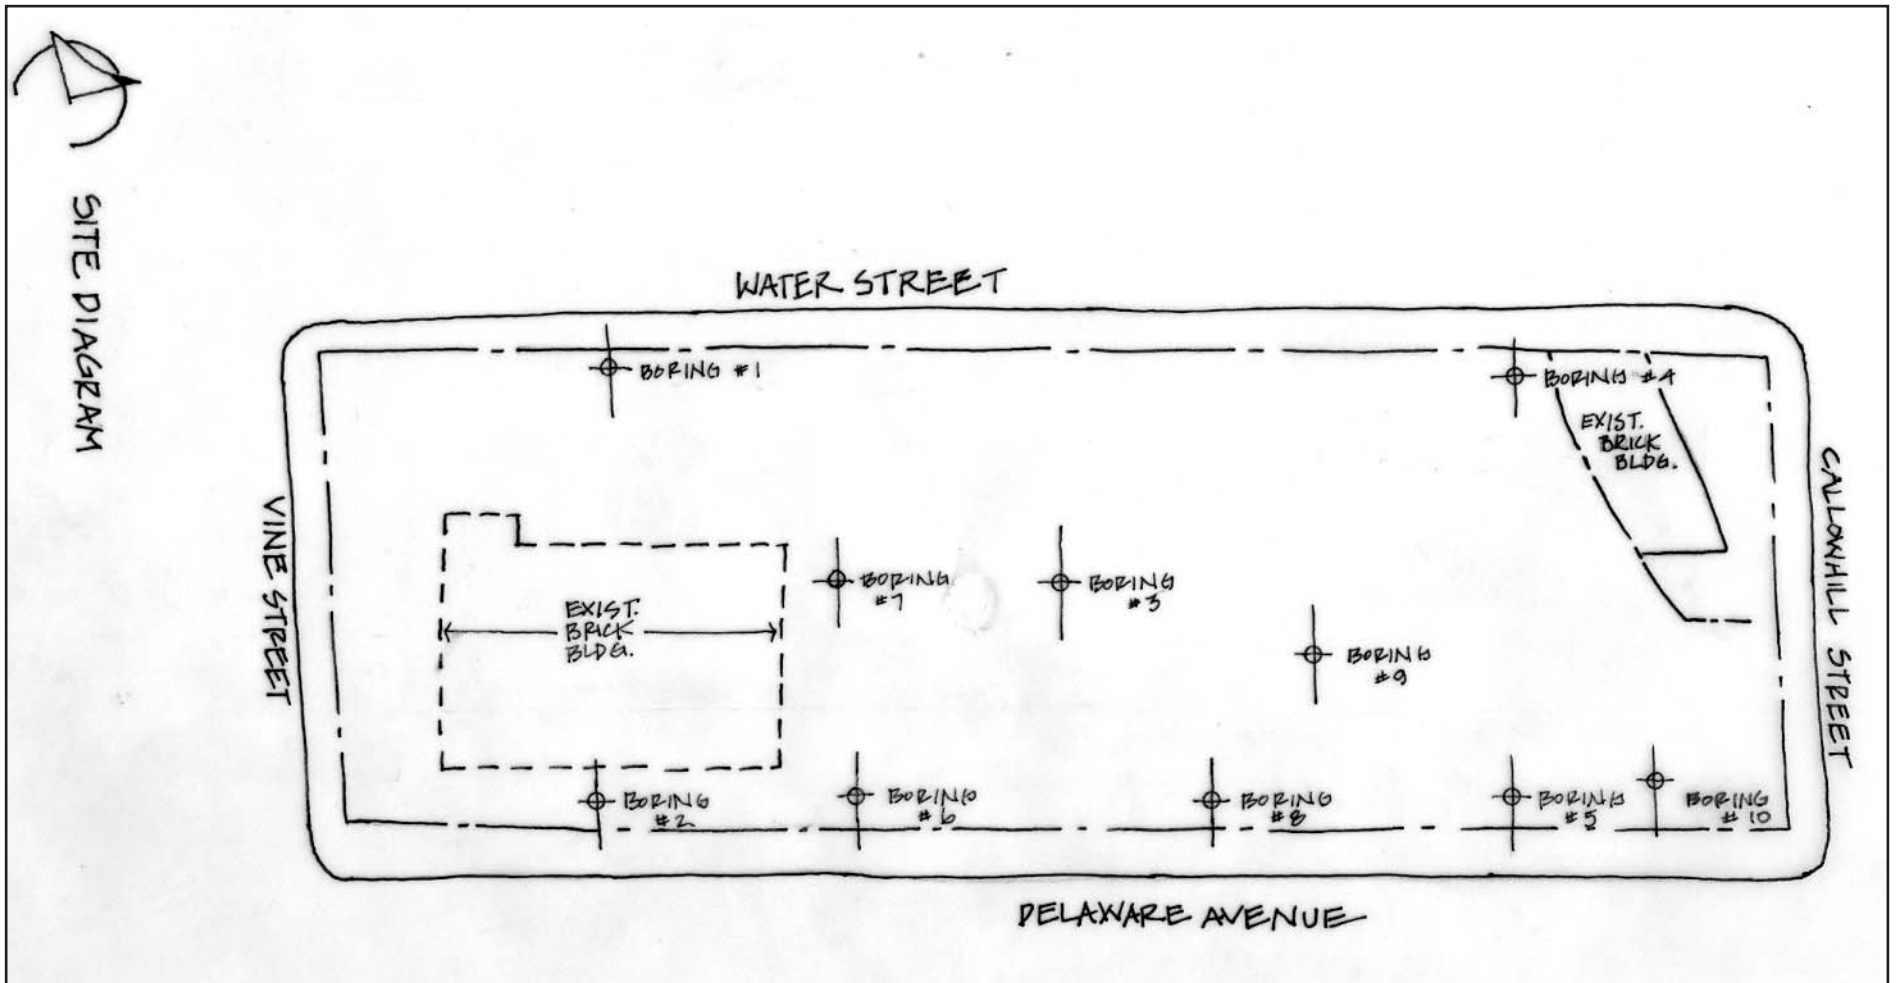 SITE DIAGRAM
WATER STREET
BORING #1
BORING #4
EXIST.
BRICK
BLDG.
CALLOWHILL STREET
VINE STREET
EXIST.
BRICK
BLDG.
BORING
#7
BORING
#3
BORING
#9
BORING
#2
BORING
#6
BORING
#8
BORING
#5
BORING
#10
DELAWARE AVENUE